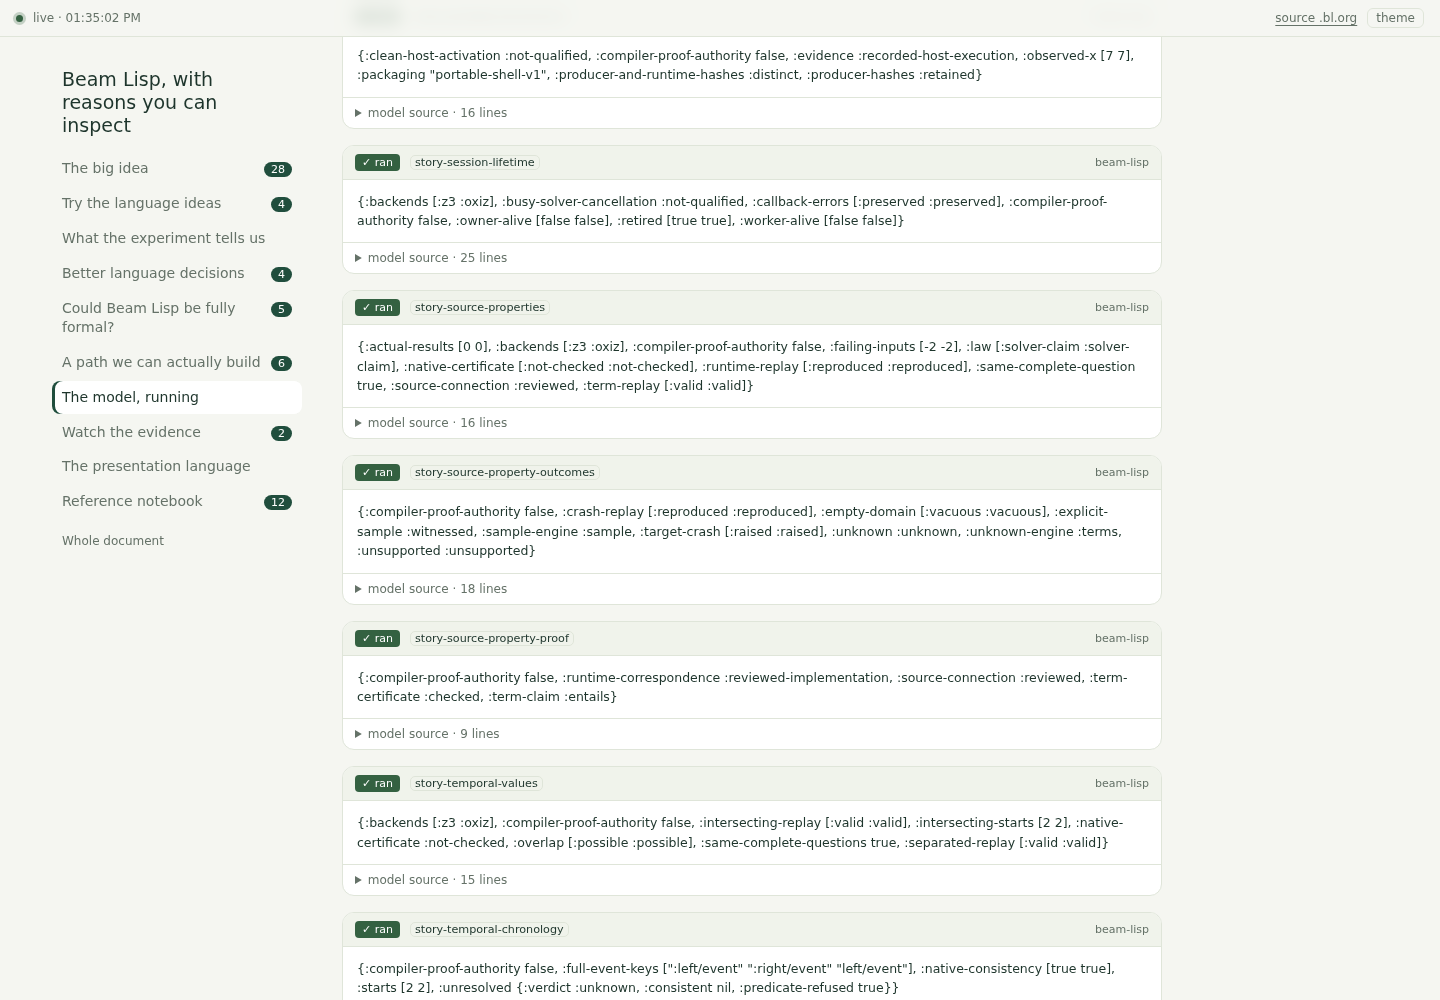 live · 01:35:02 PM
source .bl.org
theme
Beam Lisp, with
reasons you can
inspect
The big idea 28
Try the language ideas 4
What the experiment tells us
Better language decisions 4
Could Beam Lisp be fully
formal? 5
A path we can actually build 6
The model, running
Watch the evidence 2
The presentation language
Reference notebook 12
Whole document
{:clean-host-activation :not-qualified, :compiler-proof-authority false, :evidence :recorded-host-execution, :observed-x [7 7],
:packaging "portable-shell-v1", :producer-and-runtime-hashes :distinct, :producer-hashes :retained}
▶ model source · 16 lines
✓ ran story-session-lifetime beam-lisp
{:backends [:z3 :oxiz], :busy-solver-cancellation :not-qualified, :callback-errors [:preserved :preserved], :compiler-proof-
authority false, :owner-alive [false false], :retired [true true], :worker-alive [false false]}
▶ model source · 25 lines
✓ ran story-source-properties beam-lisp
{:actual-results [0 0], :backends [:z3 :oxiz], :compiler-proof-authority false, :failing-inputs [-2 -2], :law [:solver-claim :solver-
claim], :native-certificate [:not-checked :not-checked], :runtime-replay [:reproduced :reproduced], :same-complete-question
true, :source-connection :reviewed, :term-replay [:valid :valid]}
▶ model source · 16 lines
✓ ran story-source-property-outcomes beam-lisp
{:compiler-proof-authority false, :crash-replay [:reproduced :reproduced], :empty-domain [:vacuous :vacuous], :explicit-
sample :witnessed, :sample-engine :sample, :target-crash [:raised :raised], :unknown :unknown, :unknown-engine :terms,
:unsupported :unsupported}
▶ model source · 18 lines
✓ ran story-source-property-proof beam-lisp
{:compiler-proof-authority false, :runtime-correspondence :reviewed-implementation, :source-connection :reviewed, :term-
certificate :checked, :term-claim :entails}
▶ model source · 9 lines
✓ ran story-temporal-values beam-lisp
{:backends [:z3 :oxiz], :compiler-proof-authority false, :intersecting-replay [:valid :valid], :intersecting-starts [2 2], :native-
certificate :not-checked, :overlap [:possible :possible], :same-complete-questions true, :separated-replay [:valid :valid]}
▶ model source · 15 lines
✓ ran story-temporal-chronology beam-lisp
{:compiler-proof-authority false, :full-event-keys [":left/event" ":right/event" "left/event"], :native-consistency [true true],
:starts [2 2], :unresolved {:verdict :unknown, :consistent nil, :predicate-refused true}}